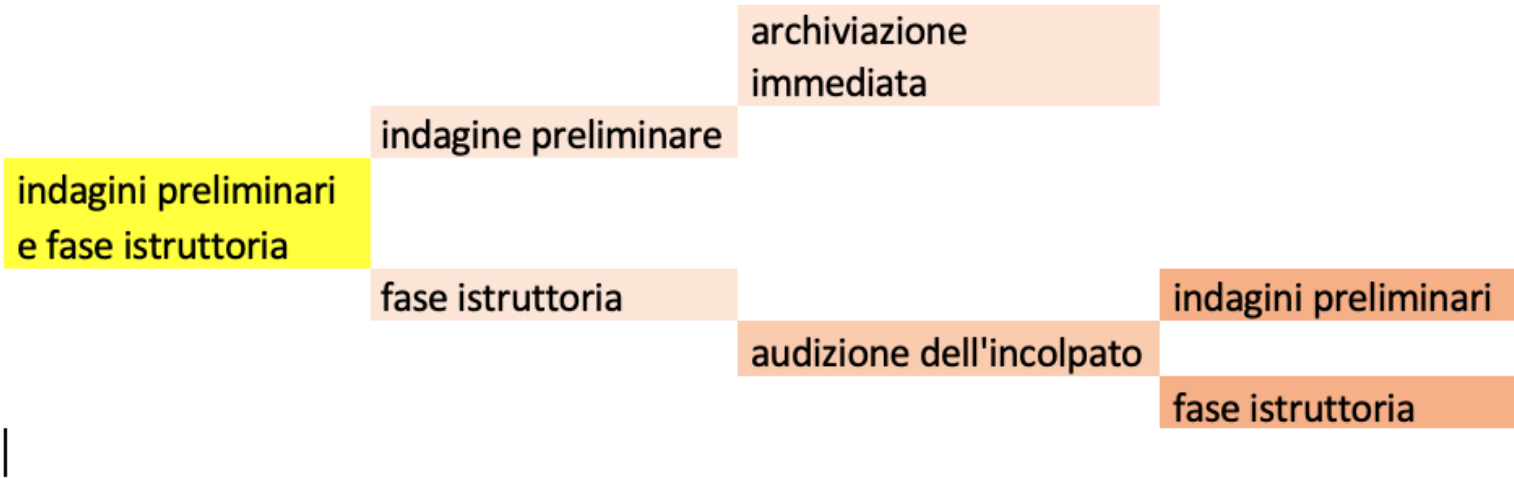 archiviazione
immediata
indagine preliminare
indagini preliminari
e fase istruttoria
fase istruttoria
indagini preliminari
audizione dell'incolpato
fase istruttoria